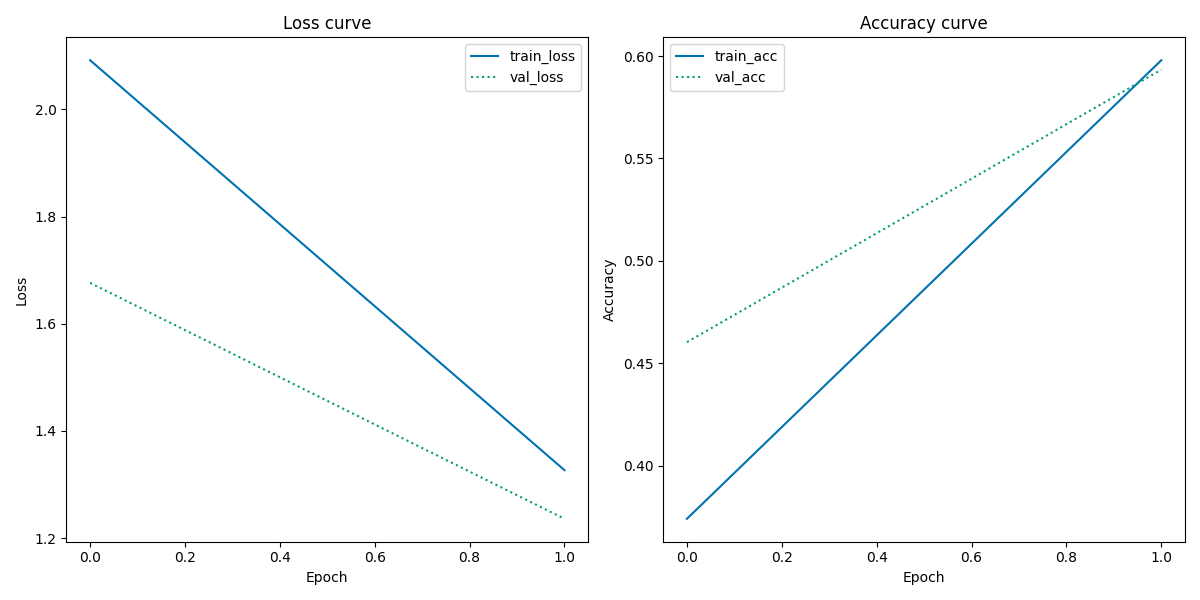 Loss curve
train_loss
val_loss
2.0
1.8
1.6
1.4
1.2
Loss
0.0 0.2 0.4 0.6 0.8 1.0
Epoch
Accuracy curve
train_acc
val_acc
0.60
0.55
0.50
0.45
0.40
Accuracy
0.0 0.2 0.4 0.6 0.8 1.0
Epoch